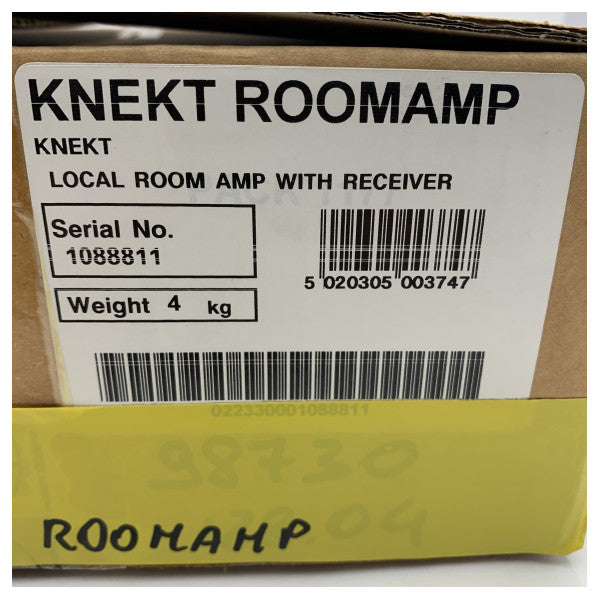 KNEKT ROOMAMP
KNEKT
LOCAL ROOM AMP WITH RECEIVER
Serial No.
1088811
5 020305 003747
Weight 4 kg
022330001088811
98730
ROOMAMP